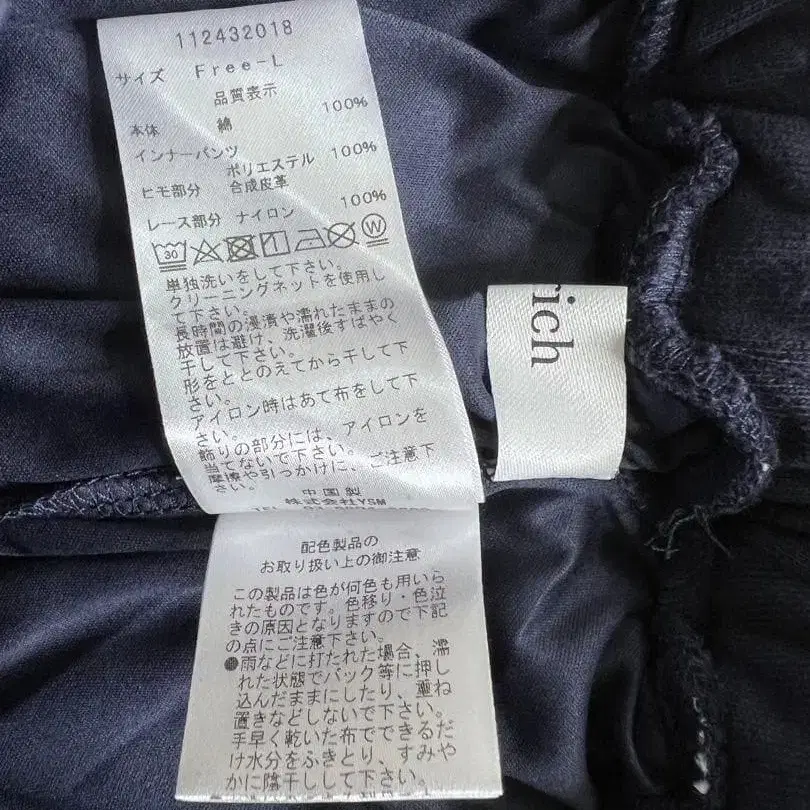 112432018
サイズ Free-L
品質表示
本体 綿 100%
インナーパンツ
ポリエステル 100%
ヒモ部分 合成皮革
レース部分 ナイロン 100%
30 W
単独洗いをして下さい。
クリーニングネットを使用し
て下さい。
長時間の浸漬や濡れたままの
放置は避け、洗濯後すばやく
干して下さい。
形をととのえてから干して下
さい。
アイロン時はあて布をして下
さい。
飾りの部分には、アイロンを
当てないで下さい。
摩擦や引っかけに、ご注意下
さい。
中国製
株式会社YSM
TEL
rich
配色製品の
お取り扱い上の御注意
この製品は色が何色も用いら
れたものです。色移り・色泣
きの原因となりますので下記
の点にご注意下さい。
●雨などに打たれた場合、濡
れた状態でバック等に押し
込んだままにしたり、重ね
置きなどしないで下さい。
手早く乾いた布でできるだ
け水分をふきとり、すみや
かに陰干しして下さい。